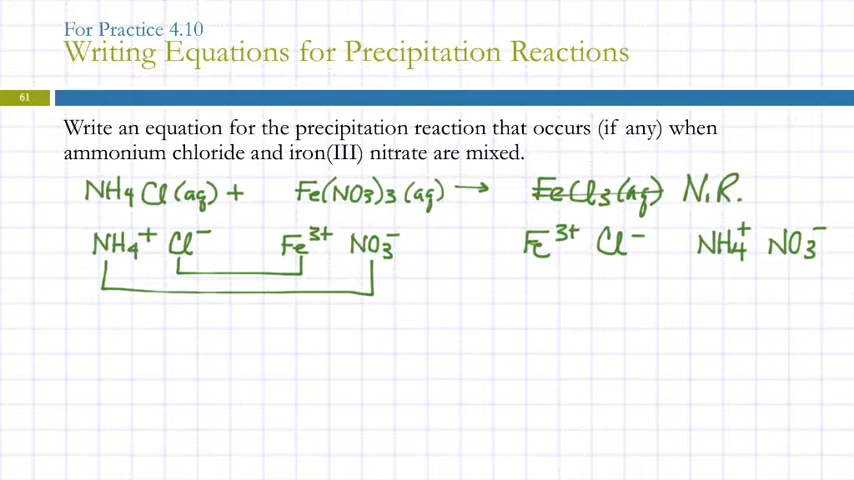 For Practice 4.10
Writing Equations for Precipitation Reactions
61
Write an equation for the precipitation reaction that occurs (if any) when
ammonium chloride and iron(III) nitrate are mixed.
NH4Cl(aq) + Fe(NO3)3(aq) → FeCl3(aq) N.R.
NH4+ Cl− Fe3+ NO3− Fe3+ Cl− NH4+ NO3−